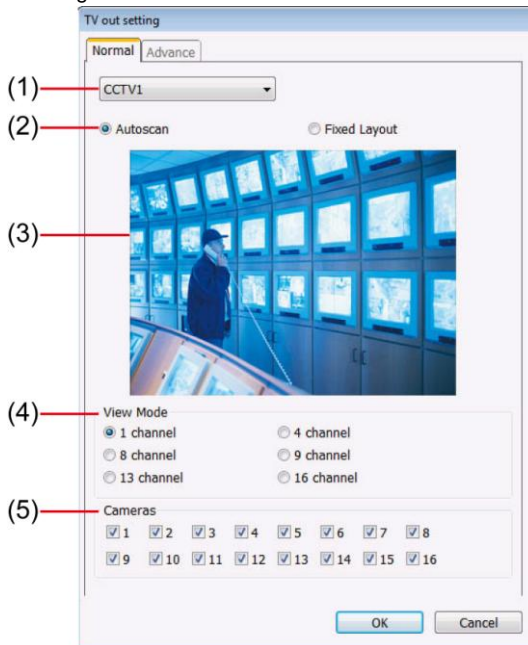 TV out setting
Normal Advance
(1) CCTV1
(2) Autoscan Fixed Layout
(3)
(4) View Mode
1 channel 4 channel
8 channel 9 channel
13 channel 16 channel
(5) Cameras
1 2 3 4 5 6 7 8
9 10 11 12 13 14 15 16
OK Cancel